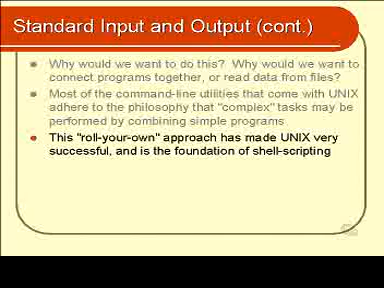 Standard Input and Output (cont.)
Why would we want to do this? Why would we want to
connect programs together, or read data from files?
Most of the command-line utilities that come with UNIX
adhere to the philosophy that "complex" tasks may be
performed by combining simple programs
This "roll-your-own" approach has made UNIX very
successful, and is the foundation of shell-scripting